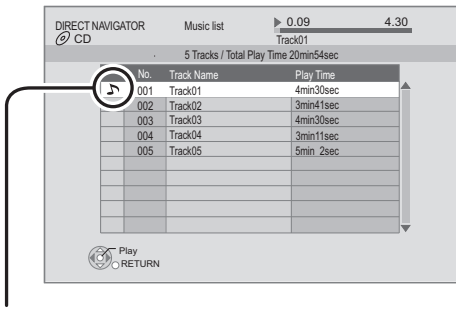 DIRECT NAVIGATOR Music list 0.09 4.30
CD Track01
5 Tracks / Total Play Time 20min54sec
No. Track Name Play Time
001 Track01 4min30sec
002 Track02 3min41sec
003 Track03 4min30sec
004 Track04 3min11sec
005 Track05 5min 2sec
Play
RETURN